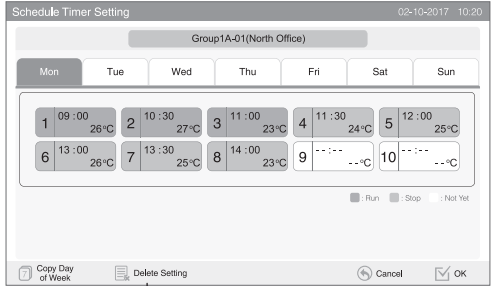 Schedule Timer Setting 02-10-2017 10:20
Group1A-01(North Office)
Mon Tue Wed Thu Fri Sat Sun
1 09:00 26°C 2 10:30 27°C 3 11:00 23°C 4 11:30 24°C 5 12:00 25°C
6 13:00 26°C 7 13:30 25°C 8 14:00 23°C 9 --:-- --°C 10 --:-- --°C
: Run : Stop : Not Yet
7 Copy Day of Week Delete Setting Cancel OK